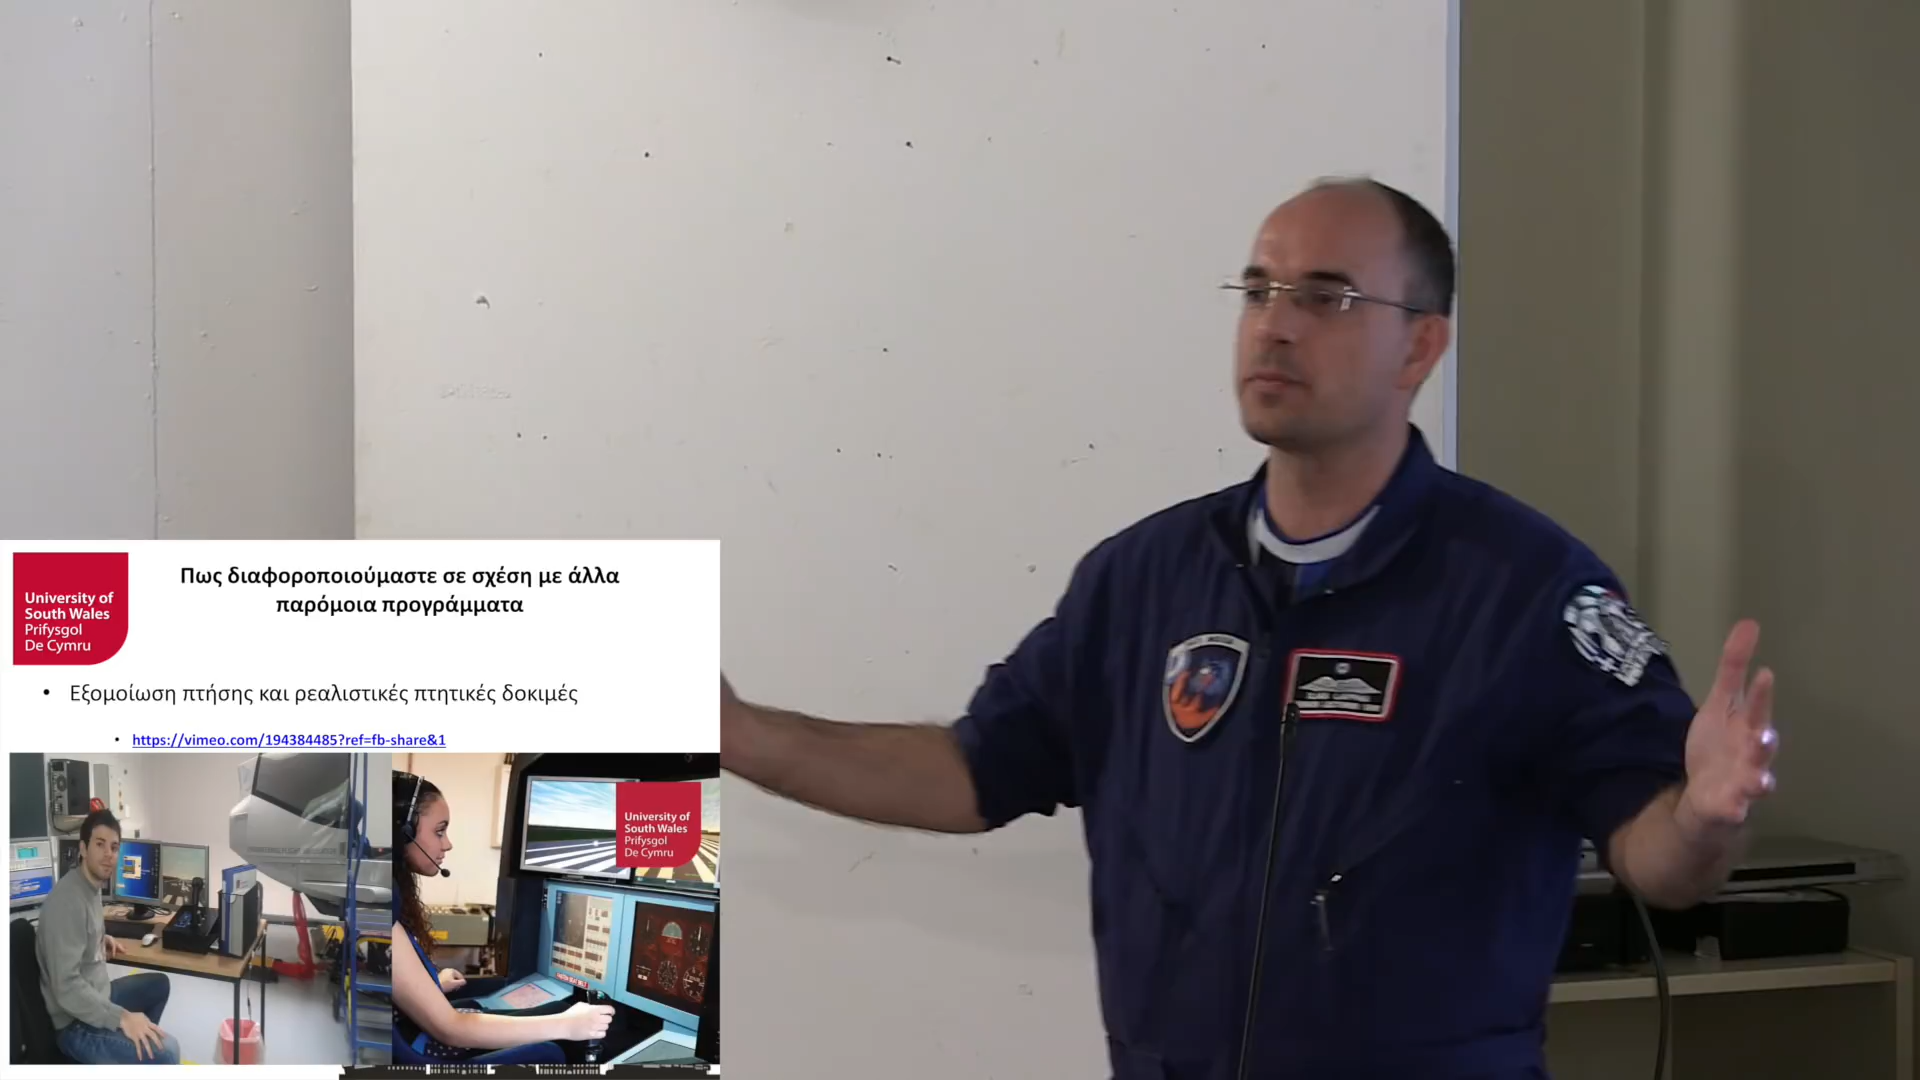 University of
South Wales
Prifysgol
De Cymru
Πως διαφοροποιούμαστε σε σχέση με άλλα
παρόμοια προγράμματα
• Εξομοίωση πτήσης και ρεαλιστικές πτητικές δοκιμές
• https://vimeo.com/194384485?ref=fb-share&1
University of
South Wales
Prifysgol
De Cymru